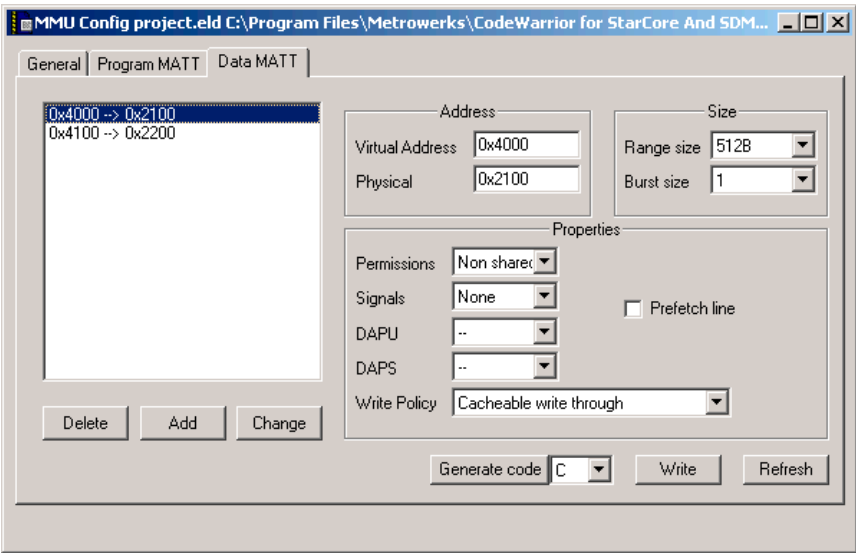 MMU Config project.eld C:\Program Files\Metrowerks\CodeWarrior for StarCore And SDM...
General Program MATT Data MATT
0x4000 --> 0x2100
0x4100 --> 0x2200
Address
Virtual Address 0x4000
Physical 0x2100
Size
Range size 512B
Burst size 1
Properties
Permissions Non shared
Signals None
DAPU --
DAPS --
Write Policy Cacheable write through
Prefetch line
Delete Add Change
Generate code C Write Refresh